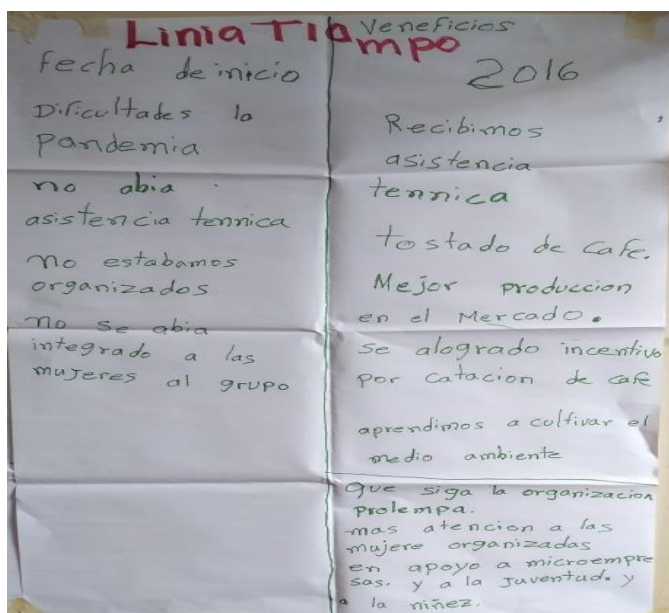 Linia Tiampo
fecha de inicio
Dificultades la
pandemia
no abia
asistencia tennica
no estabamos
organizados
no se abia
integrado a las
mujeres al grupo
Veneficios
2016
Recibimos
asistencia
tennica
tostado de cafe.
Mejor produccion
en el Mercado.
se alogrado incentivo
por catacion de cafe
aprendimos a cultivar el
medio ambiente
que siga la organizacion
prolempa.
mas atencion a las
mujere organizadas
en apoyo a microempre
sas. y a la juventud. y
a la niñez.